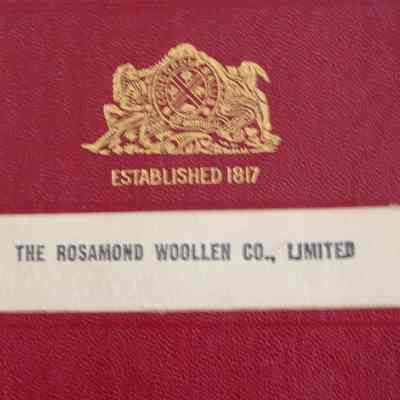 ESTABLISHED 1817
THE ROSAMOND WOOLLEN CO., LIMITED